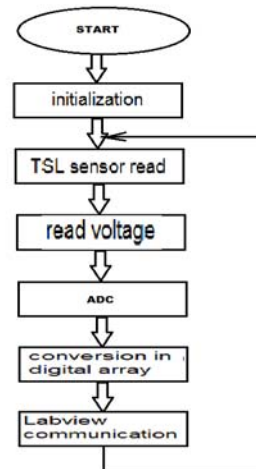 START
initialization
TSL sensor read
read voltage
ADC
conversion in
digital array
Labview
communication